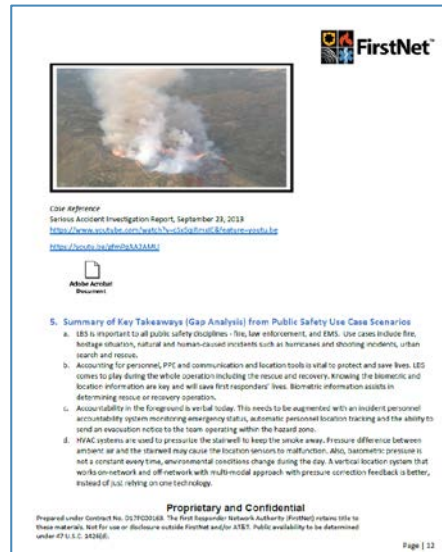 FirstNet™
Case Reference
Serious Accident Investigation Report, September 23, 2013
Adobe Acrobat
Document
5. Summary of Key Takeaways (Gap Analysis) from Public Safety Use Case Scenarios
a. LBS is important to all public safety disciplines - fire, law enforcement, and EMS. Use cases include fire,
hostage situation, natural and human-caused incidents such as hurricanes and shooting incidents, urban
search and rescue.
b. Accounting for personnel, PPE and communication and location tools is vital to protect and save lives. LBS
comes to play during the whole operation including the rescue and recovery. Knowing the biometric and
location information are key and will save first responders' lives. Biometric information assists in
determining rescue or recovery operation.
c. Accountability in the foreground is verbal today. This needs to be augmented with an incident personnel
accountability system monitoring emergency status, automatic personnel location tracking and the ability to
send an evacuation notice to the team operating within the hazard zone.
d. HVAC systems are used to pressurize the stairwell to keep the smoke away. Pressure difference between
ambient air and the stairwell may cause the location sensors to malfunction. Also, barometric pressure is
not a constant every time, environmental conditions change during the day. A vertical location system that
works on-network and off-network with multi-modal approach with pressure correction feedback is better,
instead of just relying on one technology.
Proprietary and Confidential
Prepared under Contract No. The First Responder Network Authority (FirstNet) retains title to
these materials. Not for use or disclosure outside FirstNet and/or AT&T. Public availability to be determined
under 47 U.S.C. 1426(d).
Page | 12